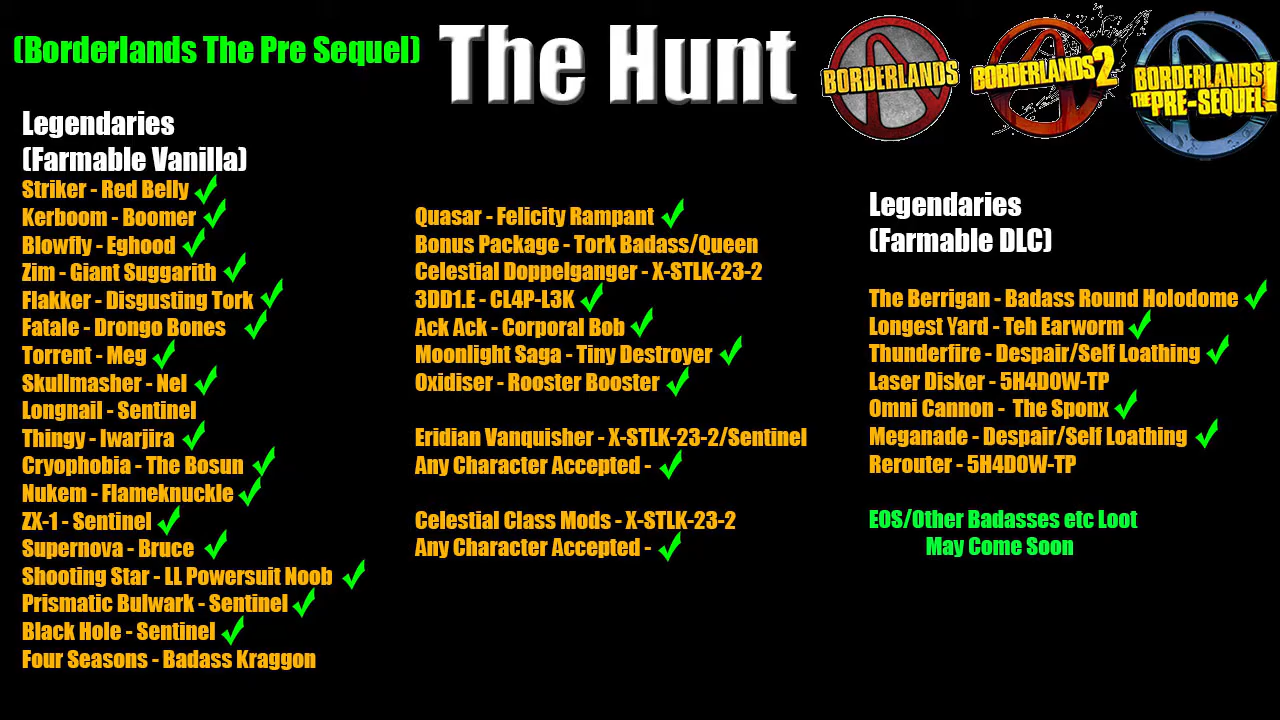 (Borderlands The Pre Sequel)
The Hunt
BORDERLANDS
BORDERLANDS 2
BORDERLANDS
THE PRE-SEQUEL!
Legendaries
(Farmable Vanilla)
Striker - Red Belly ✓
Kerboom - Boomer ✓
Blowfly - Eghood ✓
Zim - Giant Suggarith ✓
Flakker - Disgusting Tork ✓
Fatale - Drongo Bones ✓
Torrent - Meg ✓
Skullmasher - Nel ✓
Longnail - Sentinel
Thingy - Iwarjira ✓
Cryophobia - The Bosun ✓
Nukem - Flameknuckle ✓
ZX-1 - Sentinel ✓
Supernova - Bruce ✓
Shooting Star - LL Powersuit Noob ✓
Prismatic Bulwark - Sentinel ✓
Black Hole - Sentinel ✓
Four Seasons - Badass Kraggon
Quasar - Felicity Rampant ✓
Bonus Package - Tork Badass/Queen
Celestial Doppelganger - X-STLK-23-2
3DD1.E - CL4P-L3K ✓
Ack Ack - Corporal Bob ✓
Moonlight Saga - Tiny Destroyer ✓
Oxidiser - Rooster Booster ✓
Eridian Vanquisher - X-STLK-23-2/Sentinel
Any Character Accepted - ✓
Celestial Class Mods - X-STLK-23-2
Any Character Accepted - ✓
Legendaries
(Farmable DLC)
The Berrigan - Badass Round Holodome ✓
Longest Yard - Teh Earworm ✓
Thunderfire - Despair/Self Loathing ✓
Laser Disker - 5H4D0W-TP
Omni Cannon - The Sponx ✓
Meganade - Despair/Self Loathing ✓
Rerouter - 5H4D0W-TP
EOS/Other Badasses etc Loot
May Come Soon